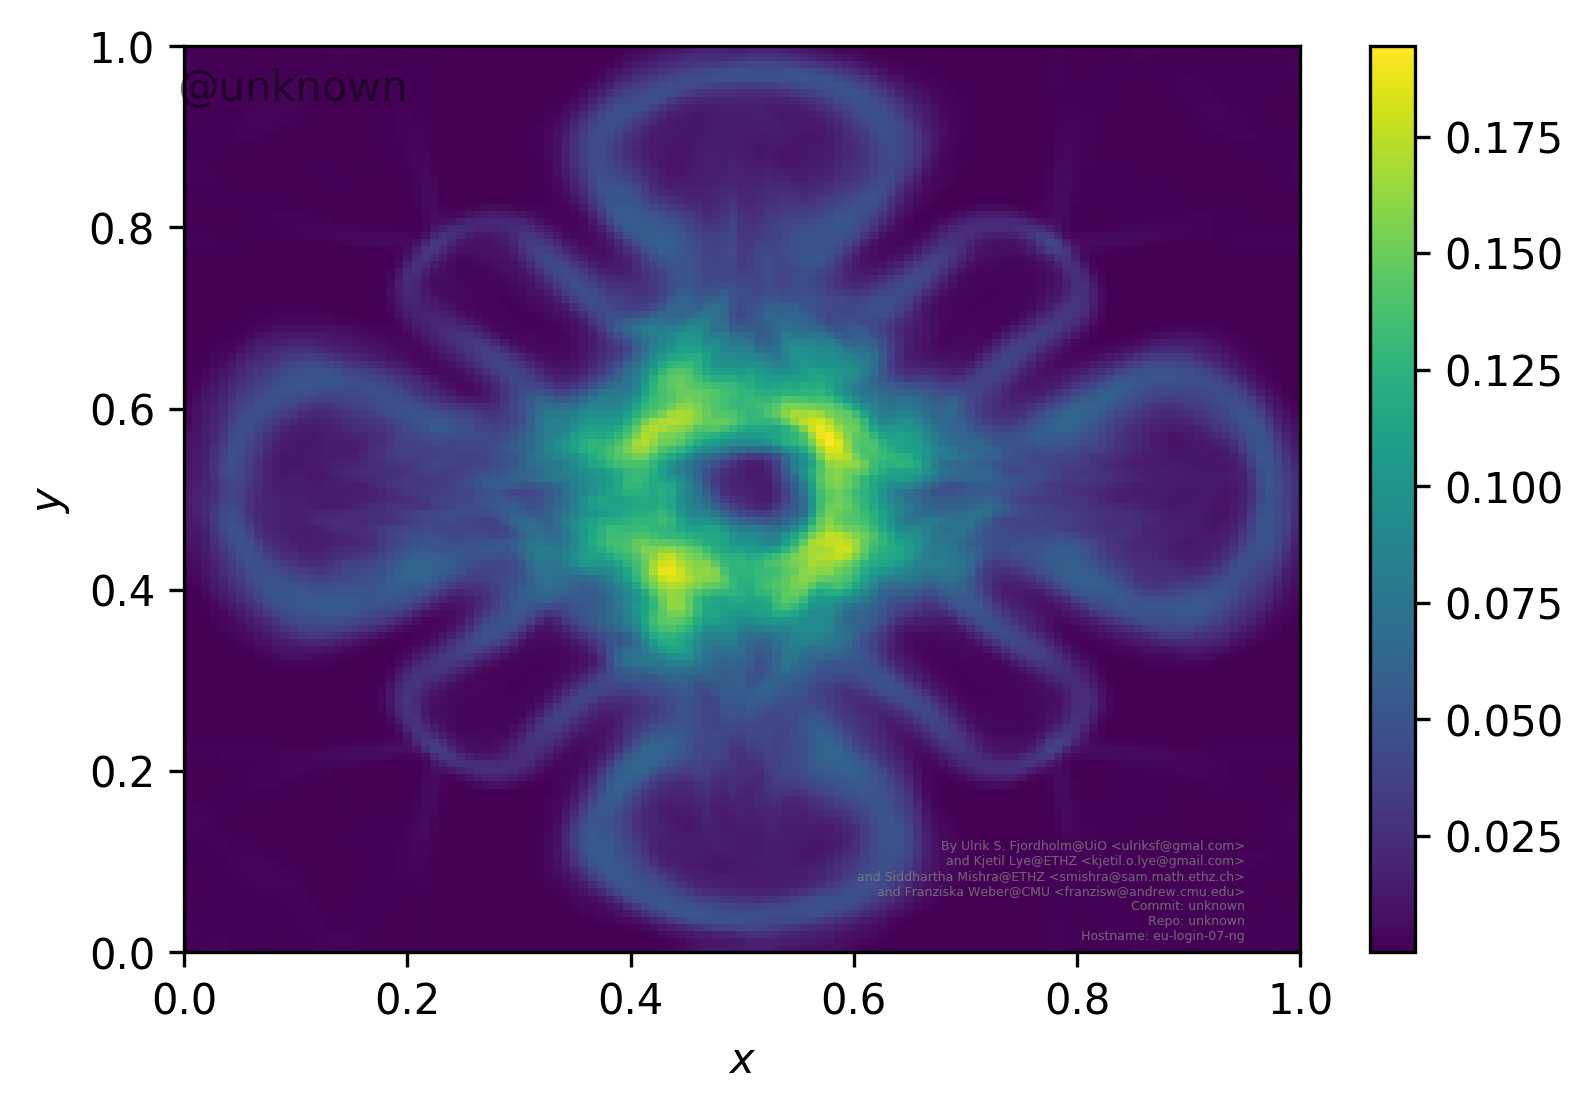 @unknown
1.0
0.8
0.6
0.4
0.2
0.0
y
0.0 0.2 0.4 0.6 0.8 1.0
x
0.175
0.150
0.125
0.100
0.075
0.050
0.025
By Ulrik S. Fjordholm@UiO <ulriksf@gmal.com>
and Kjetil Lye@ETHZ <kjetil.o.lye@gmail.com>
and Siddhartha Mishra@ETHZ <smishra@sam.math.ethz.ch>
and Franziska Weber@CMU <franzisw@andrew.cmu.edu>
Commit: unknown
Repo: unknown
Hostname: eu-login-07-ng